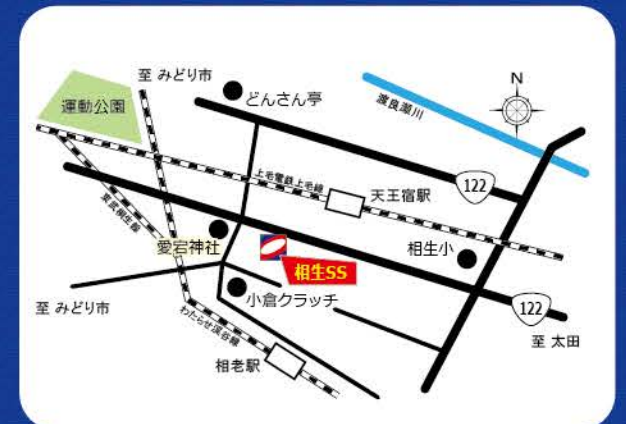 至 みどり市
N
運動公園
どんさん亭
渡良瀬川
上毛電鉄上毛線
122
天王宿駅
東武桐生線
愛宕神社
相生小
相生SS
小倉クラッチ
至 みどり市
122
わたらせ渓谷線
至 太田
相老駅